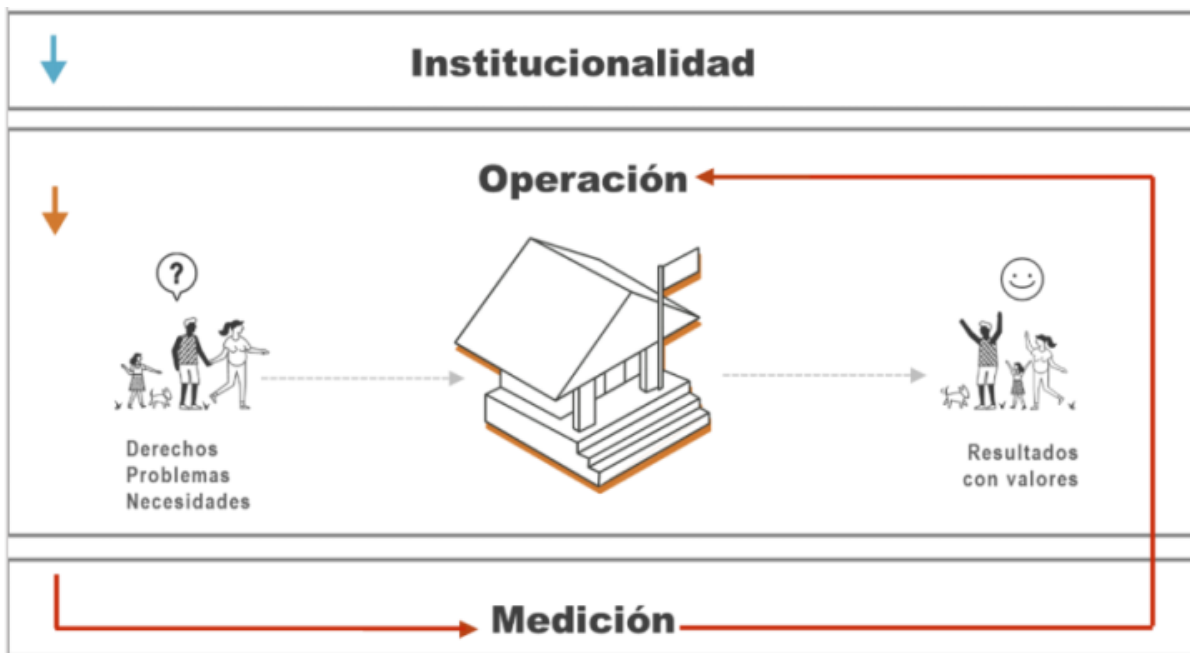 Institucionalidad
Operación
?
Derechos
Problemas
Necesidades
Resultados
con valores
Medición